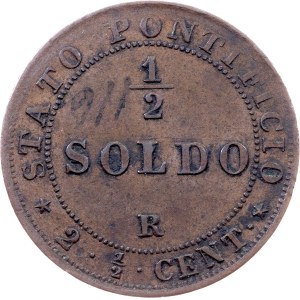 STATO PONTIFICIO
1/2
SOLDO
R
* 2 · 1/2 · CENT. *